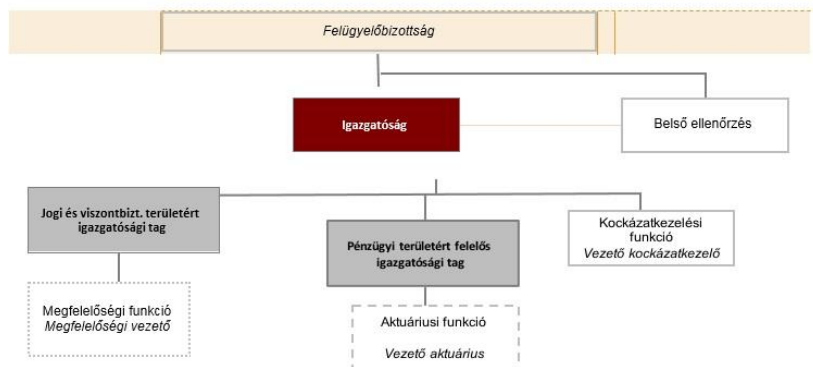 Felügyelőbizottság
Igazgatóság
Belső ellenőrzés
Jogi és viszontbizt. területért
igazgatósági tag
Pénzügyi területért felelős
igazgatósági tag
Kockázatkezelési
funkció
Vezető kockázatkezelő
Megfelelőségi funkció
Megfelelőségi vezető
Aktuáriusi funkció
Vezető aktuárius